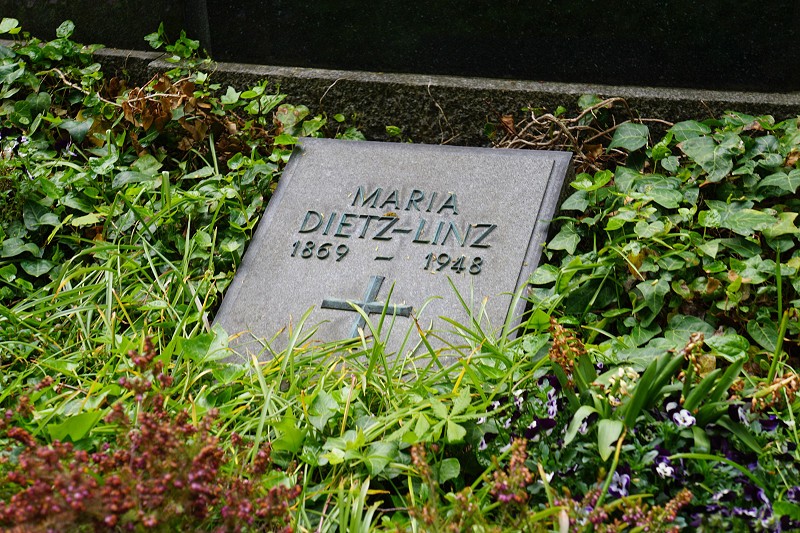 MARIA
DIETZ-LINZ
1869 – 1948